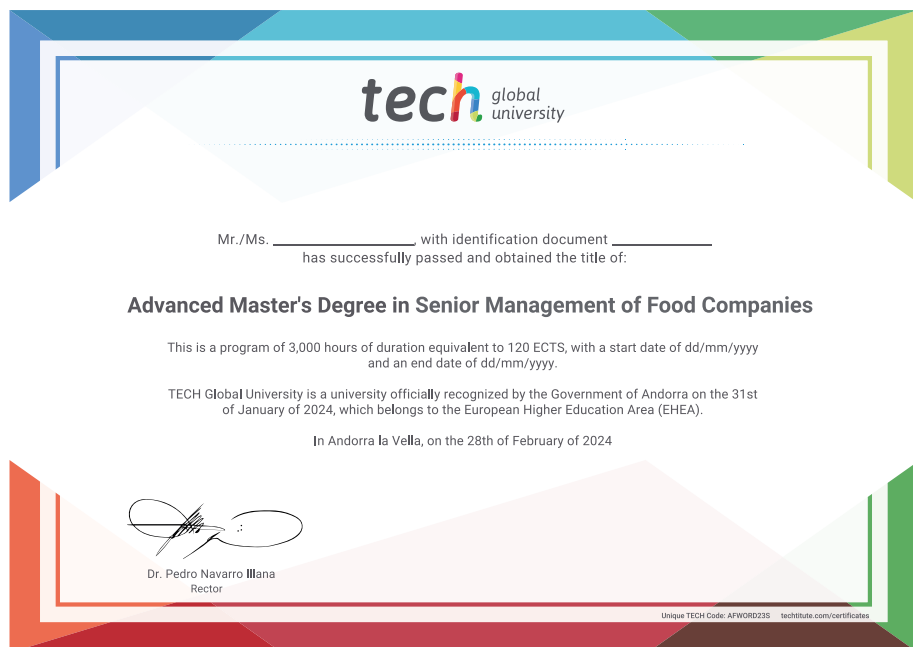 tech global university
Mr./Ms. ________________, with identification document ____________
has successfully passed and obtained the title of:
Advanced Master's Degree in Senior Management of Food Companies
This is a program of 3,000 hours of duration equivalent to 120 ECTS, with a start date of dd/mm/yyyy
and an end date of dd/mm/yyyy.
TECH Global University is a university officially recognized by the Government of Andorra on the 31st
of January of 2024, which belongs to the European Higher Education Area (EHEA).
In Andorra la Vella, on the 28th of February of 2024
Dr. Pedro Navarro Illana
Rector
Unique TECH Code: AFWORD23S techtitute.com/certificates